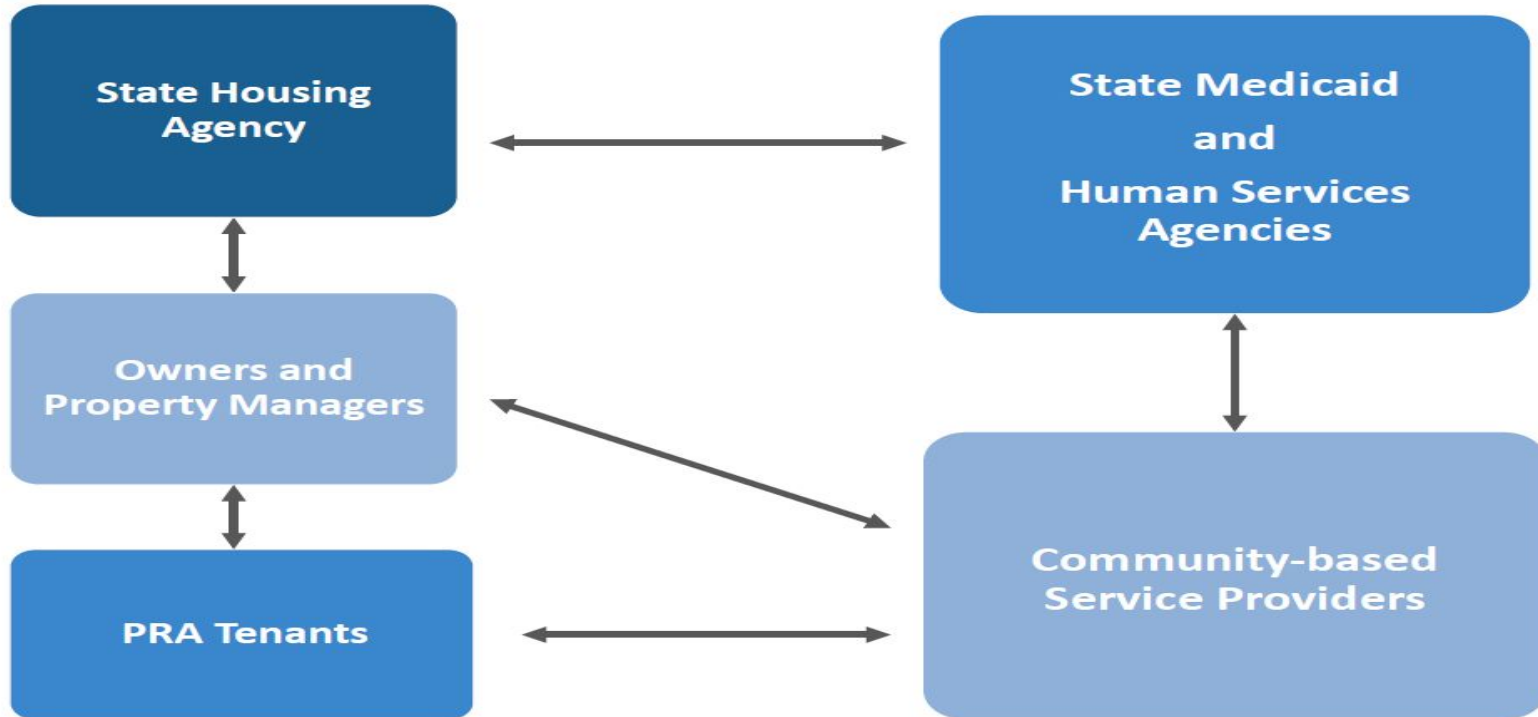 State Housing
Agency
State Medicaid
and
Human Services
Agencies
Owners and
Property Managers
Community-based
Service Providers
PRA Tenants